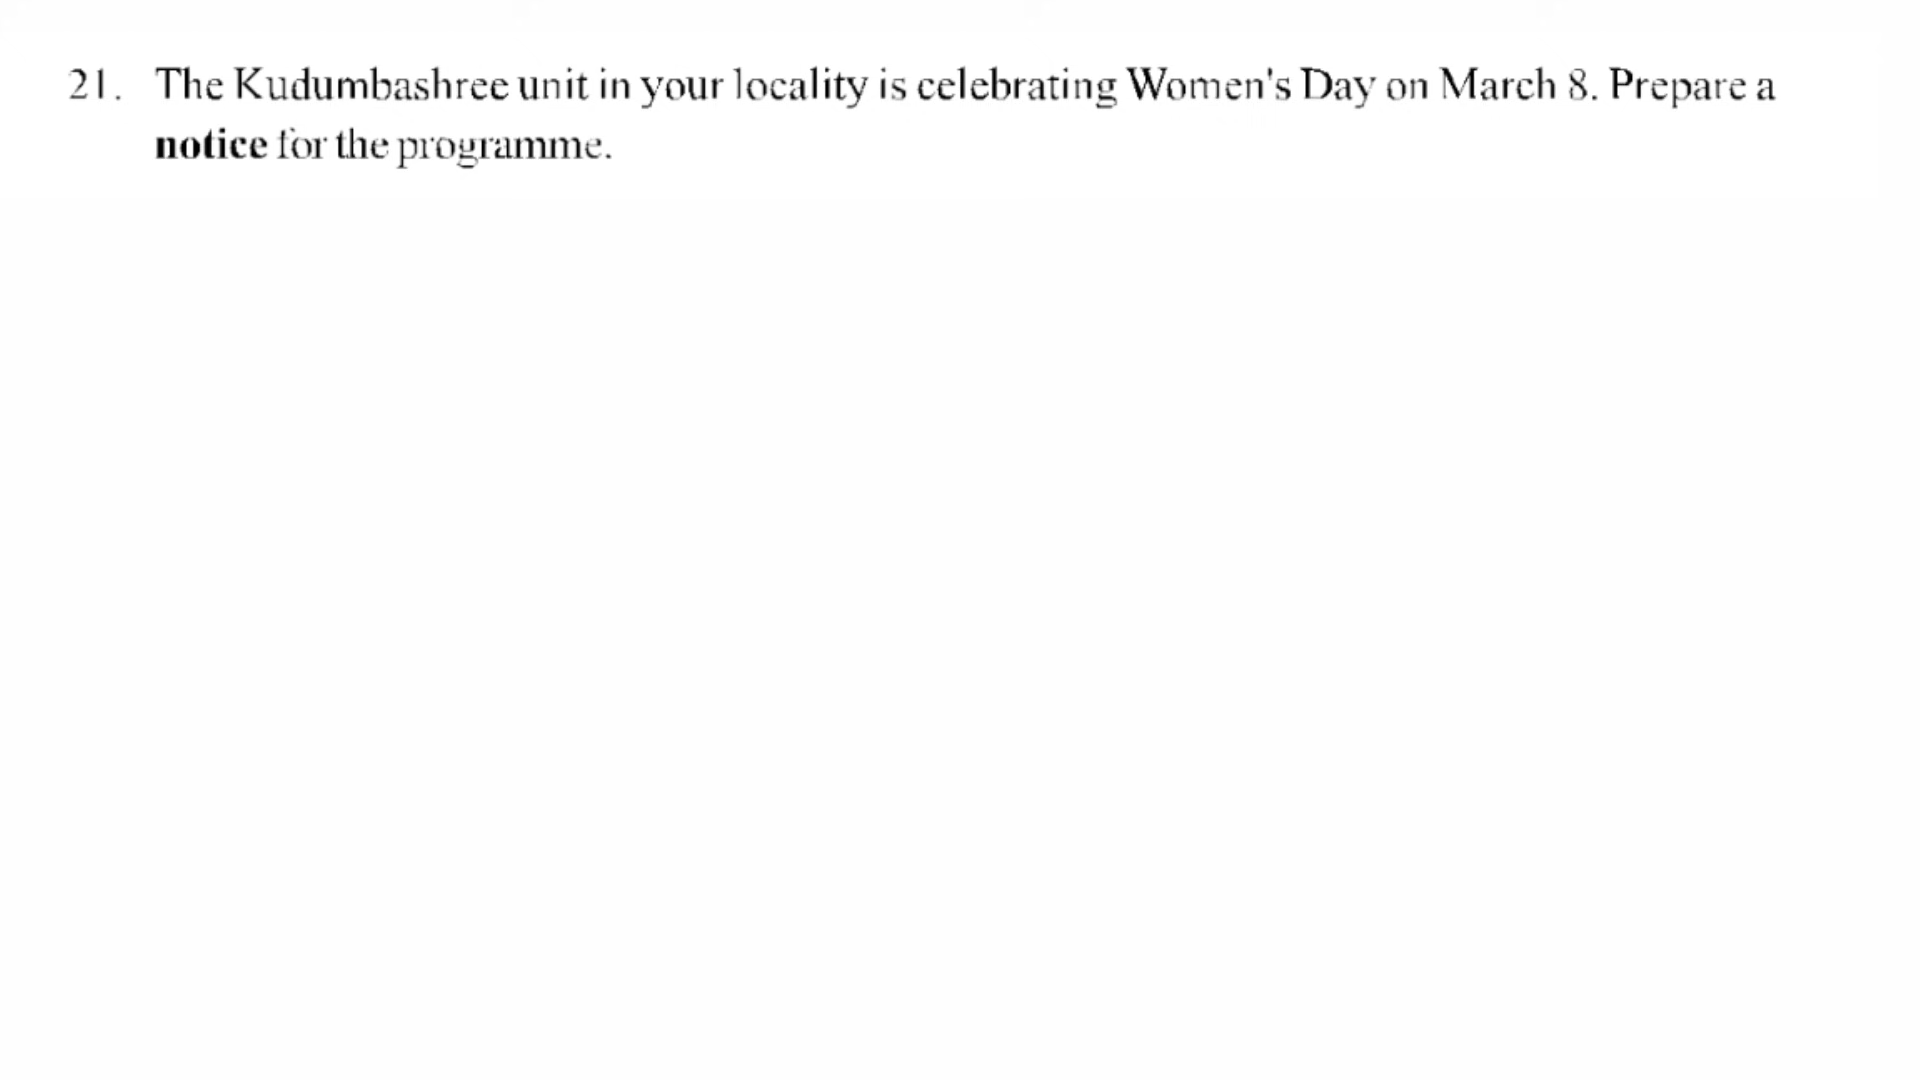 21. The Kudumbashree unit in your locality is celebrating Women's Day on March 8. Prepare a
notice for the programme.